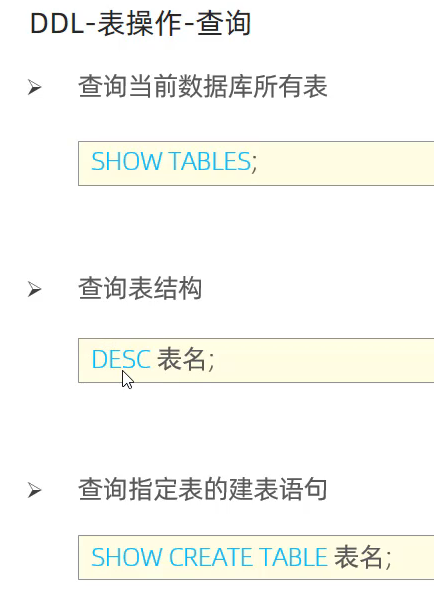 DDL-表操作-查询
查询当前数据库所有表
SHOW TABLES;
查询表结构
DESC 表名;
查询指定表的建表语句
SHOW CREATE TABLE 表名;